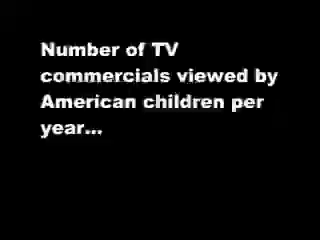 Number of TV
commercials viewed by
American children per
year...